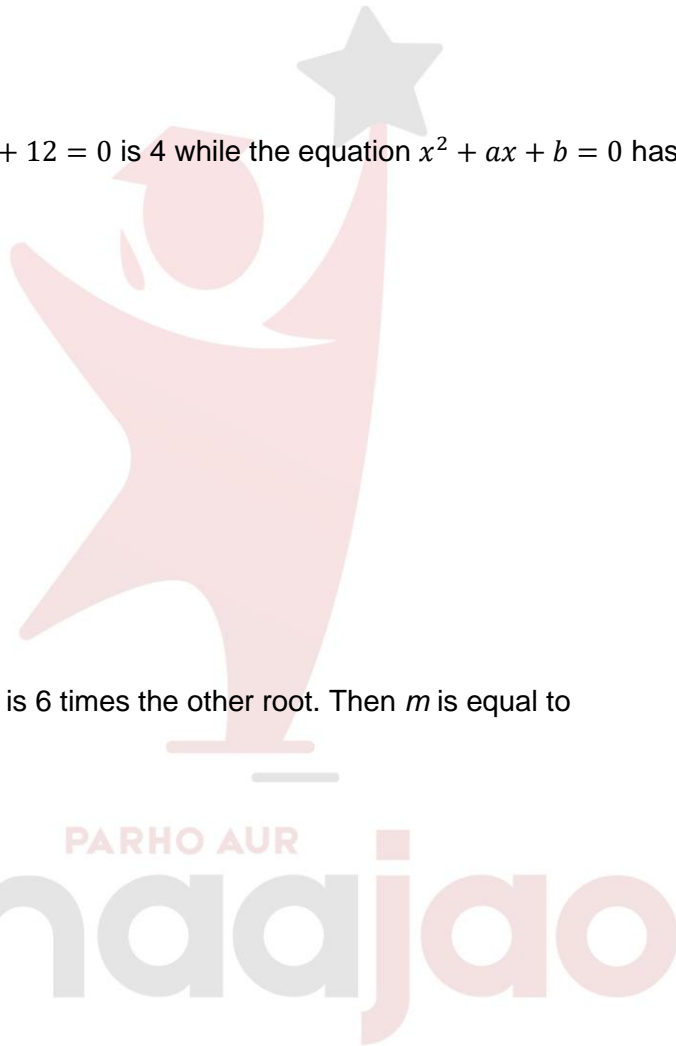 + 12 = 0 is 4 while the equation x² + ax + b = 0 has
is 6 times the other root. Then m is equal to
PARHO AUR
haajao